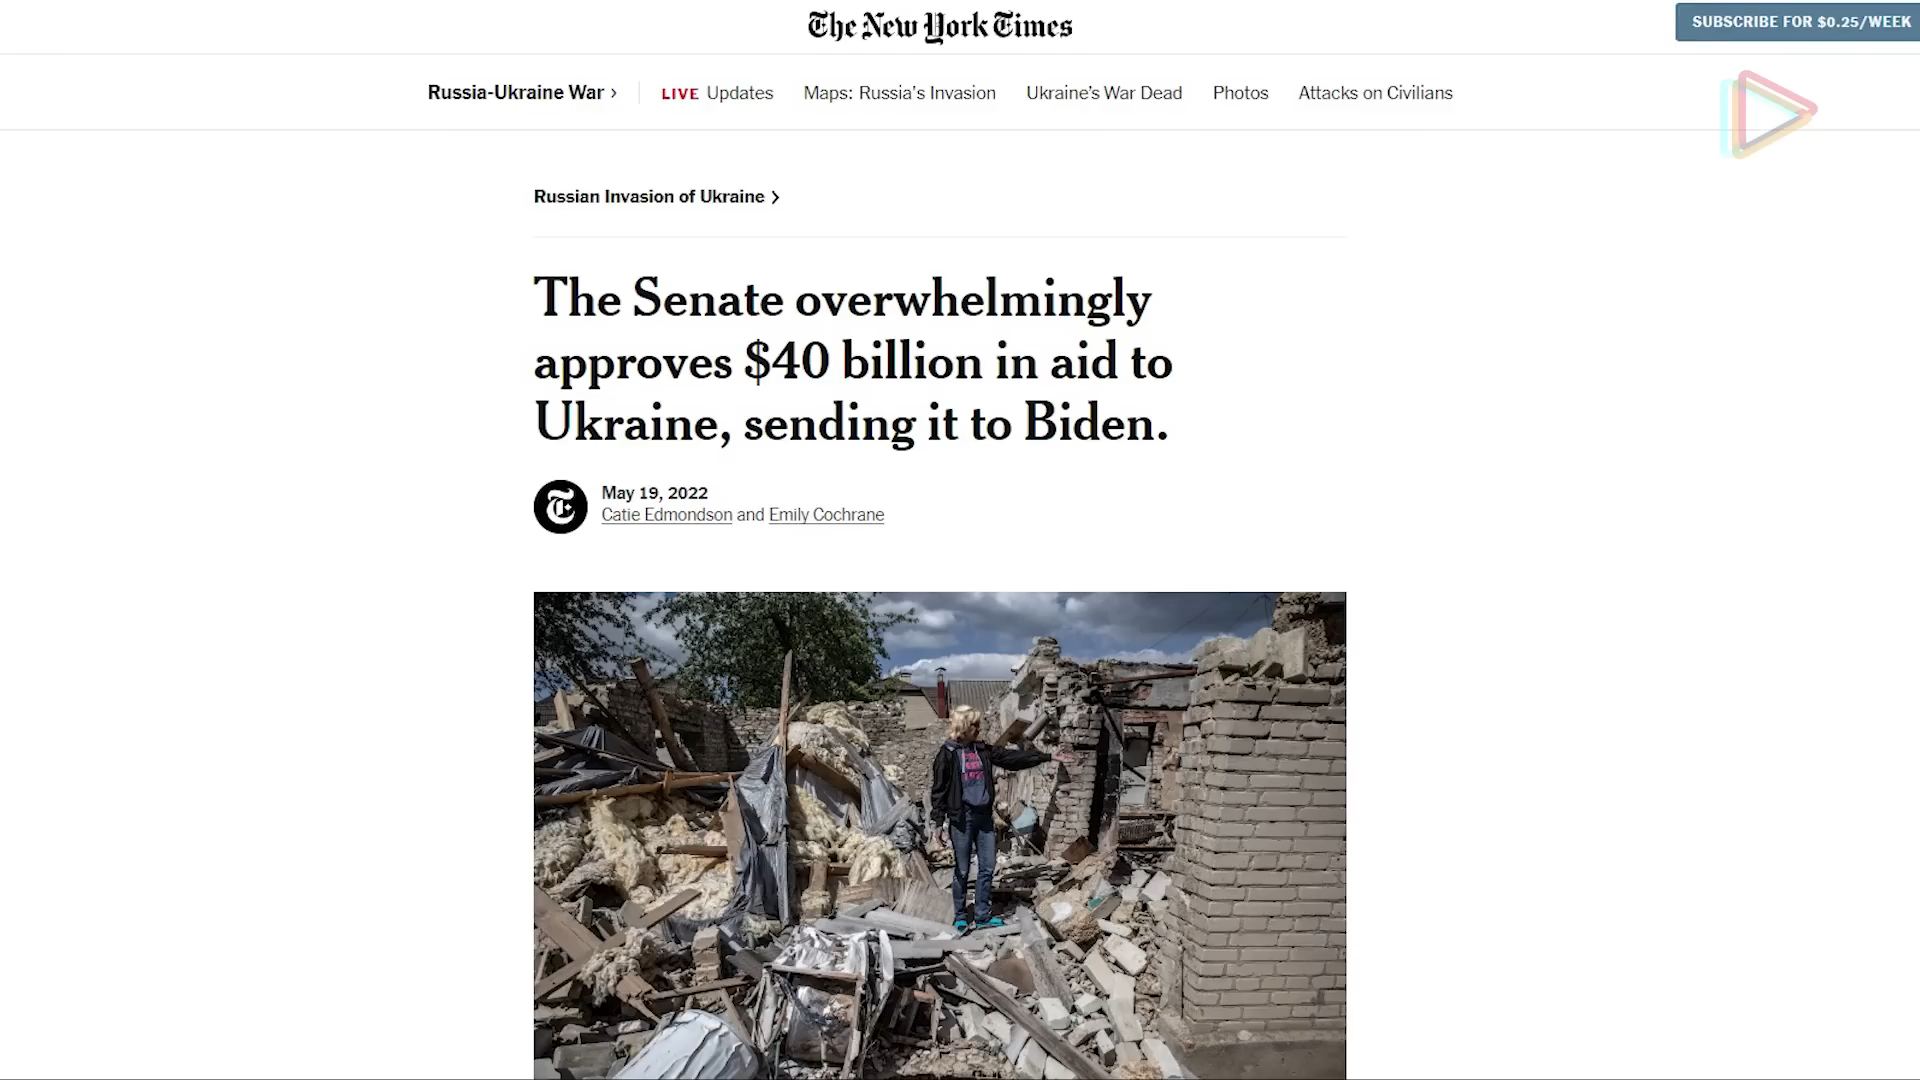 The New York Times
SUBSCRIBE FOR $0.25/WEEK
Russia-Ukraine War ›
LIVE Updates
Maps: Russia's Invasion
Ukraine's War Dead
Photos
Attacks on Civilians
Russian Invasion of Ukraine >
The Senate overwhelmingly
approves $40 billion in aid to
Ukraine, sending it to Biden.
May 19, 2022
Catie Edmondson and Emily Cochrane